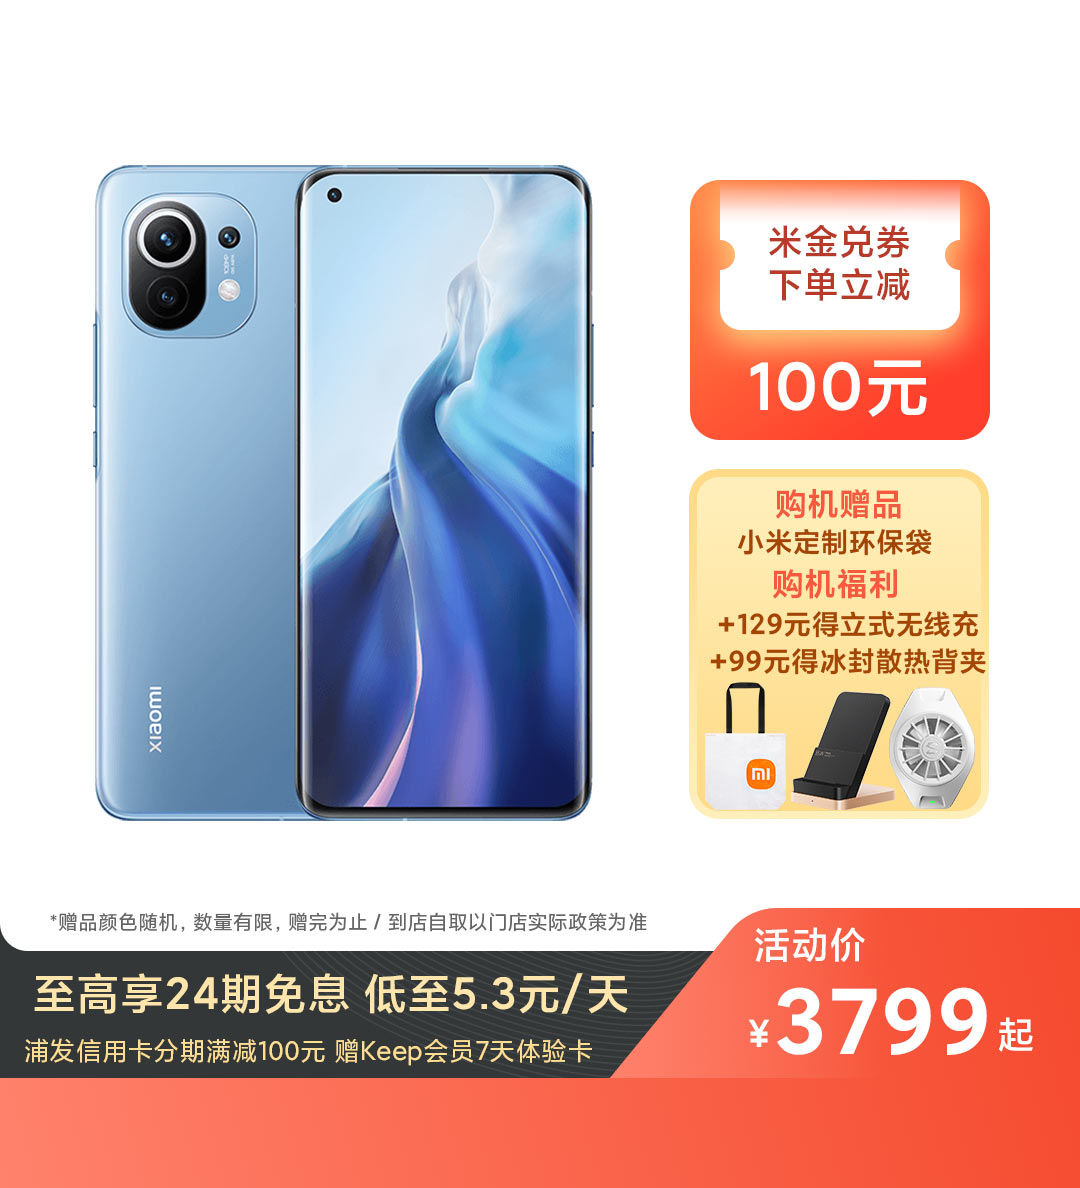 米金兑券
下单立减
100元
购机赠品
小米定制环保袋
购机福利
+129元得立式无线充
+99元得冰封散热背夹
xiaomi
*赠品颜色随机，数量有限，赠完为止 / 到店自取以门店实际政策为准
至高享24期免息 低至5.3元/天
浦发信用卡分期满减100元 赠Keep会员7天体验卡
活动价
¥3799起